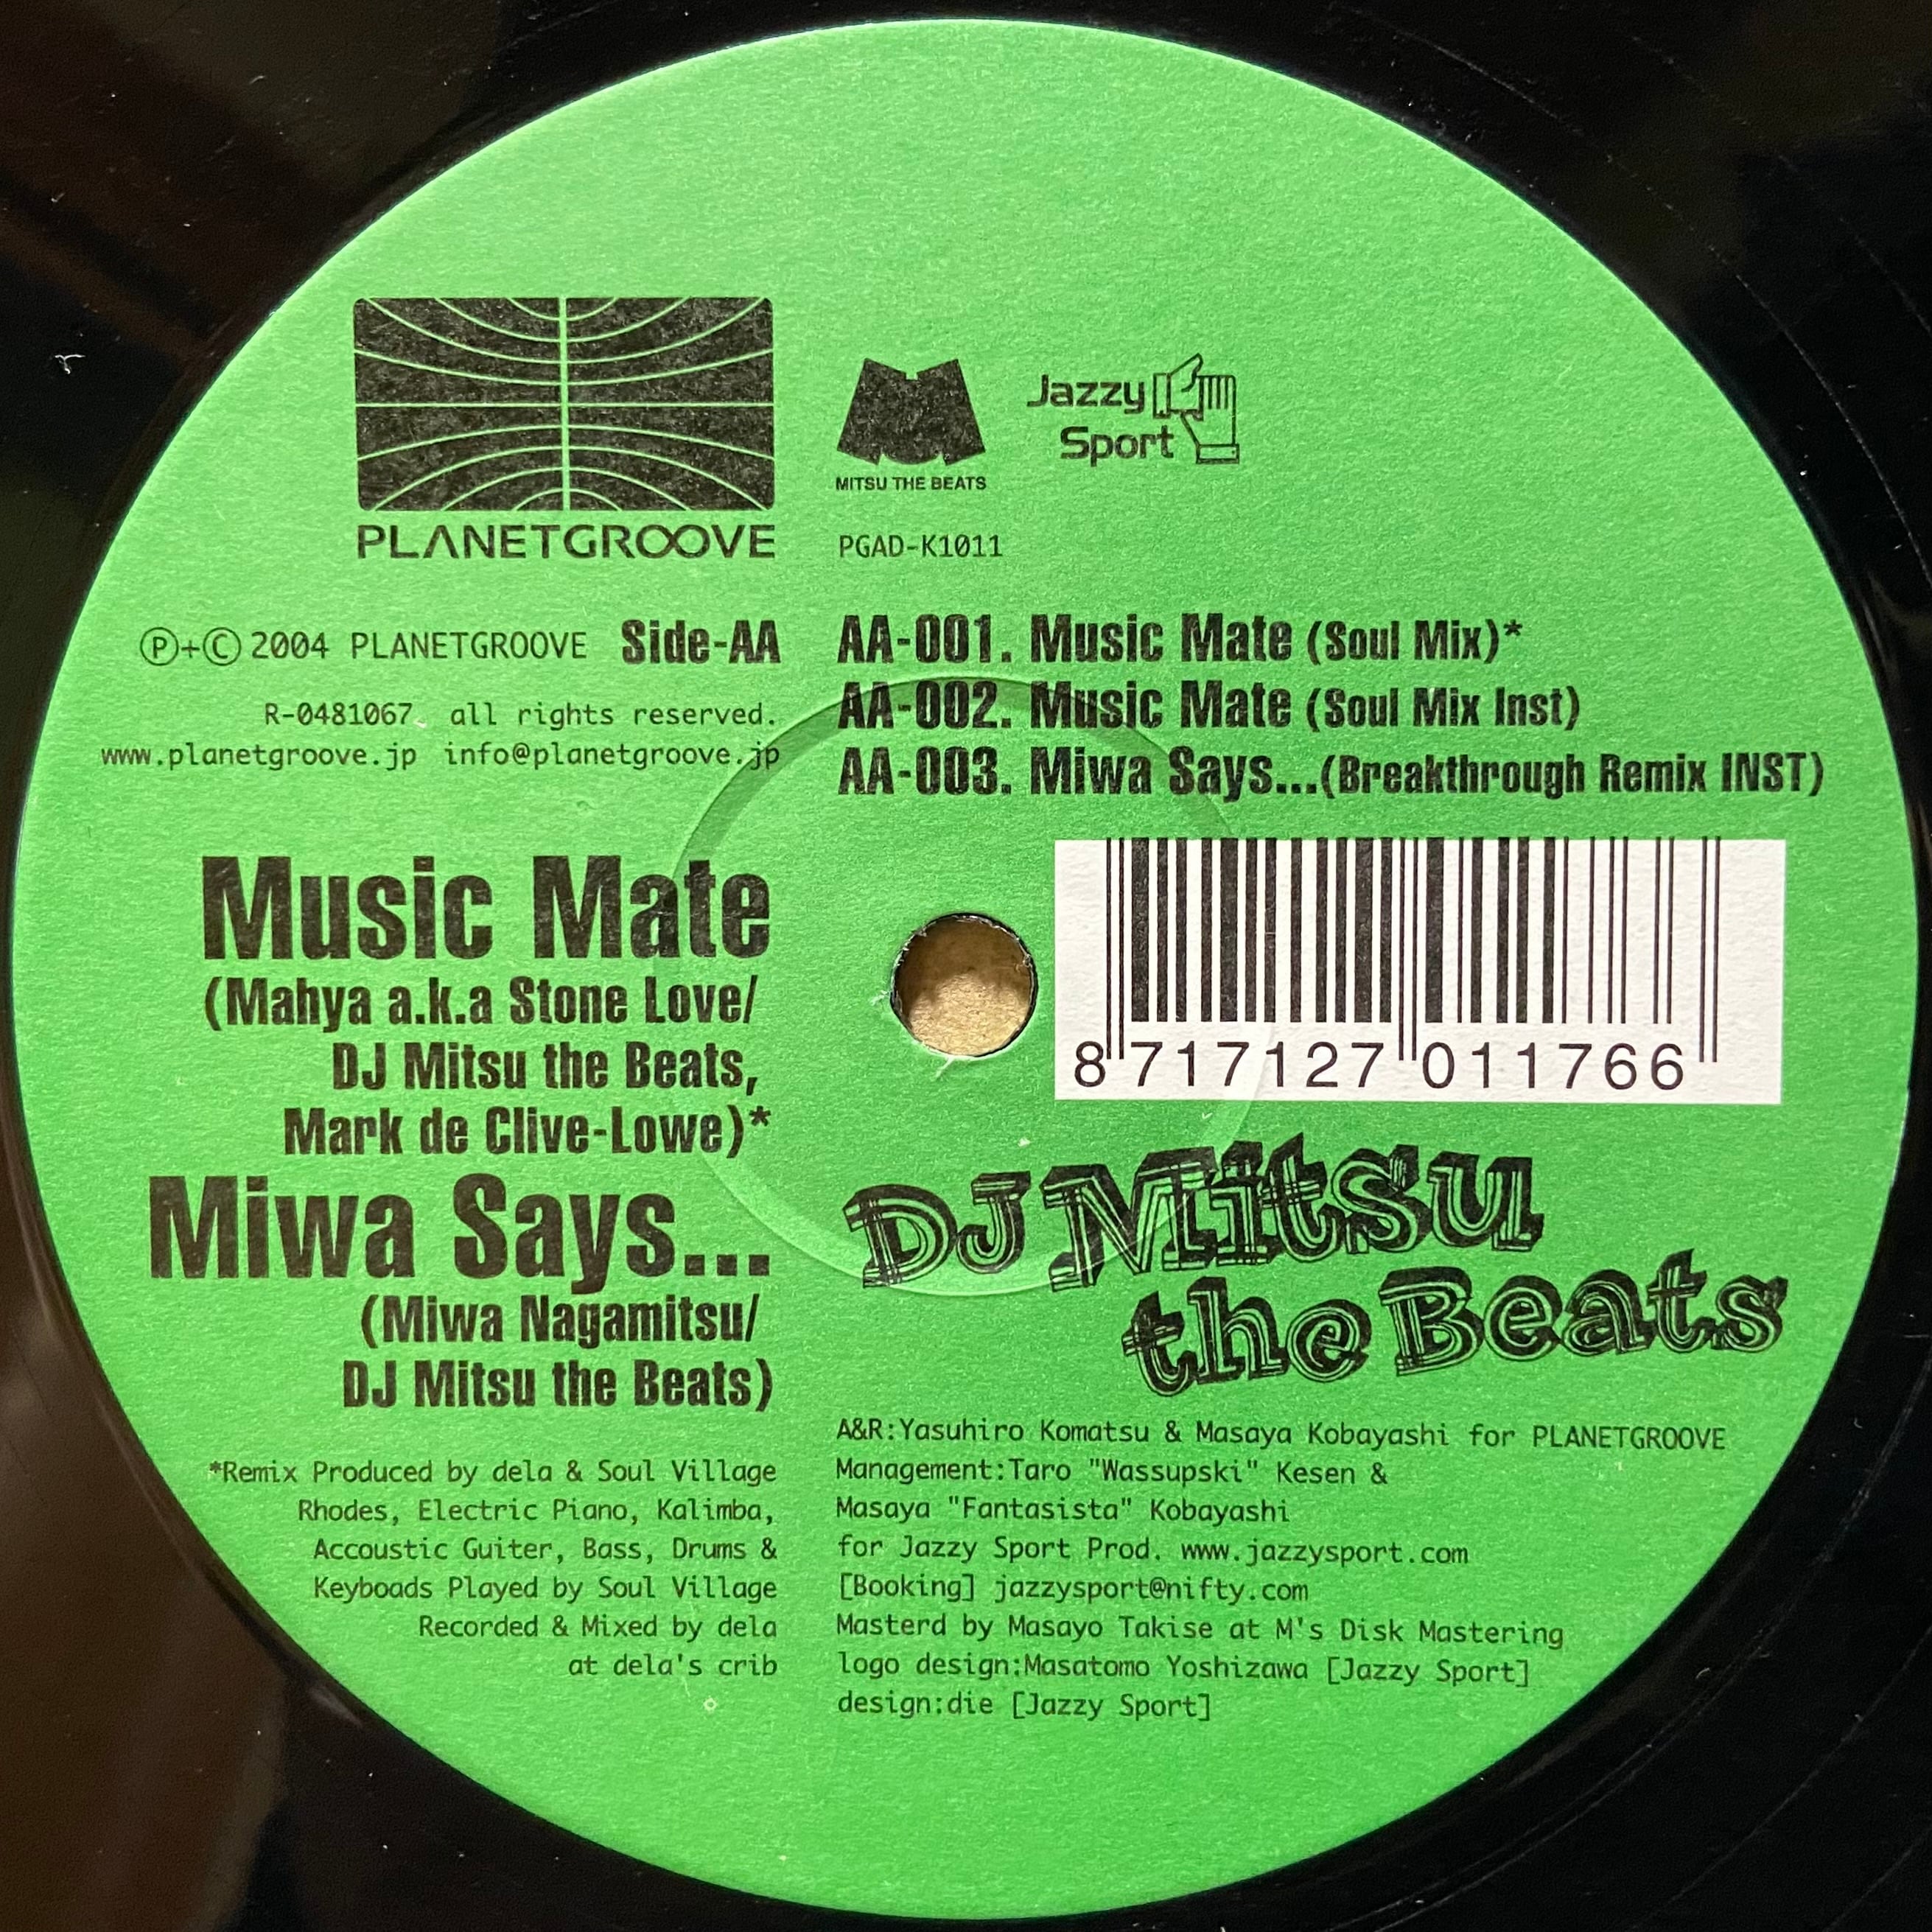 PLANETGROOVE
MITSU THE BEATS
Jazzy
Sport
PGAD-K1011
Ⓟ+Ⓒ 2004 PLANETGROOVE Side-AA
R-0481067. all rights reserved.
www.planetgroove.jp info@planetgroove.jp
AA-001. Music Mate (Soul Mix)*
AA-002. Music Mate (Soul Mix Inst)
AA-003. Miwa Says...(Breakthrough Remix INST)
Music Mate
(Mahya a.k.a Stone Love/
DJ Mitsu the Beats,
Mark de Clive-Lowe)*
Miwa Says...
(Miwa Nagamitsu/
DJ Mitsu the Beats)
*Remix Produced by dela & Soul Village
Rhodes, Electric Piano, Kalimba,
Accoustic Guiter, Bass, Drums &
Keyboads Played by Soul Village
Recorded & Mixed by dela
at dela's crib
8 717127 011766
DJ Mitsu
the Beats
A&R:Yasuhiro Komatsu & Masaya Kobayashi for PLANETGROOVE
Management:Taro "Wassupski" Kesen &
Masaya "Fantasista" Kobayashi
for Jazzy Sport Prod. www.jazzysport.com
[Booking] jazzysport@nifty.com
Masterd by Masayo Takise at M's Disk Mastering
logo design:Masatomo Yoshizawa [Jazzy Sport]
design:die [Jazzy Sport]